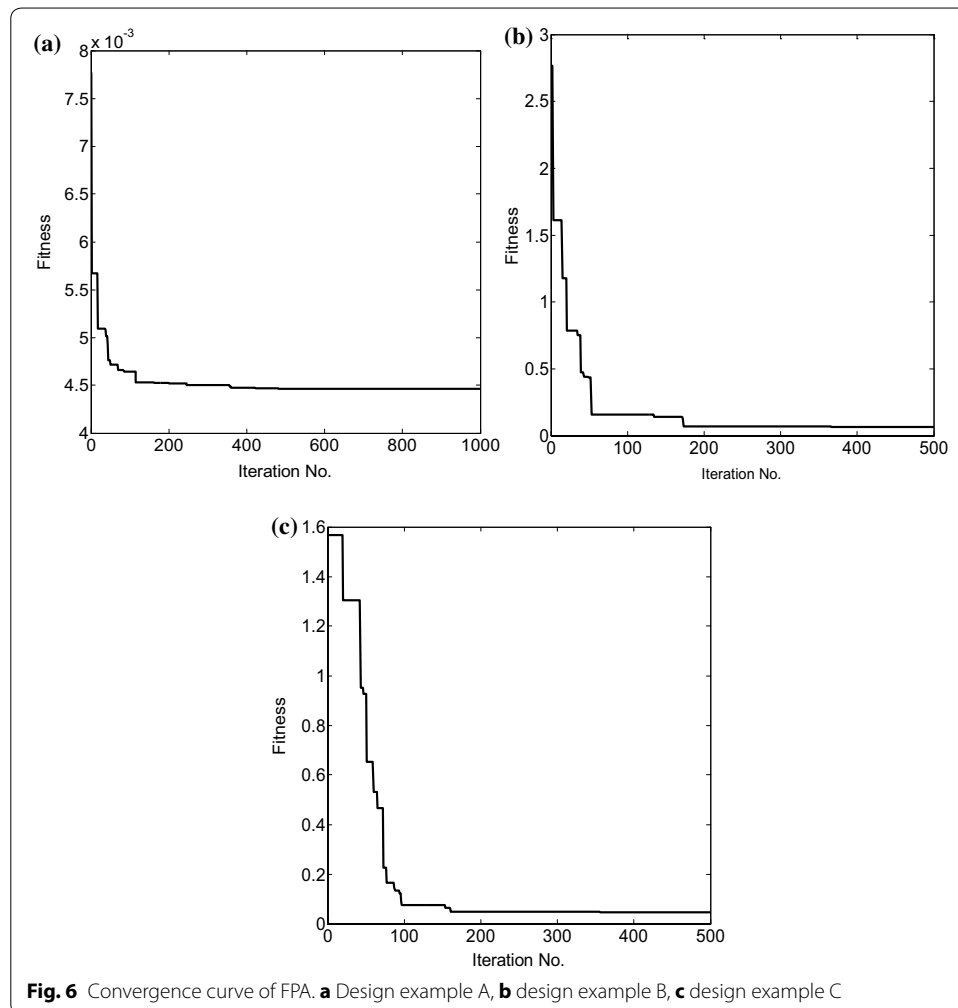 (a)
8 x 10^-3
7.5
7
6.5
6
5.5
5
4.5
4
Fitness
0 200 400 600 800 1000
Iteration No.
(b)
3
2.5
2
1.5
1
0.5
0
Fitness
0 100 200 300 400 500
Iteration No.
(c)
1.6
1.4
1.2
1
0.8
0.6
0.4
0.2
0
Fitness
0 100 200 300 400 500
Iteration No.
Fig. 6 Convergence curve of FPA. a Design example A, b design example B, c design example C